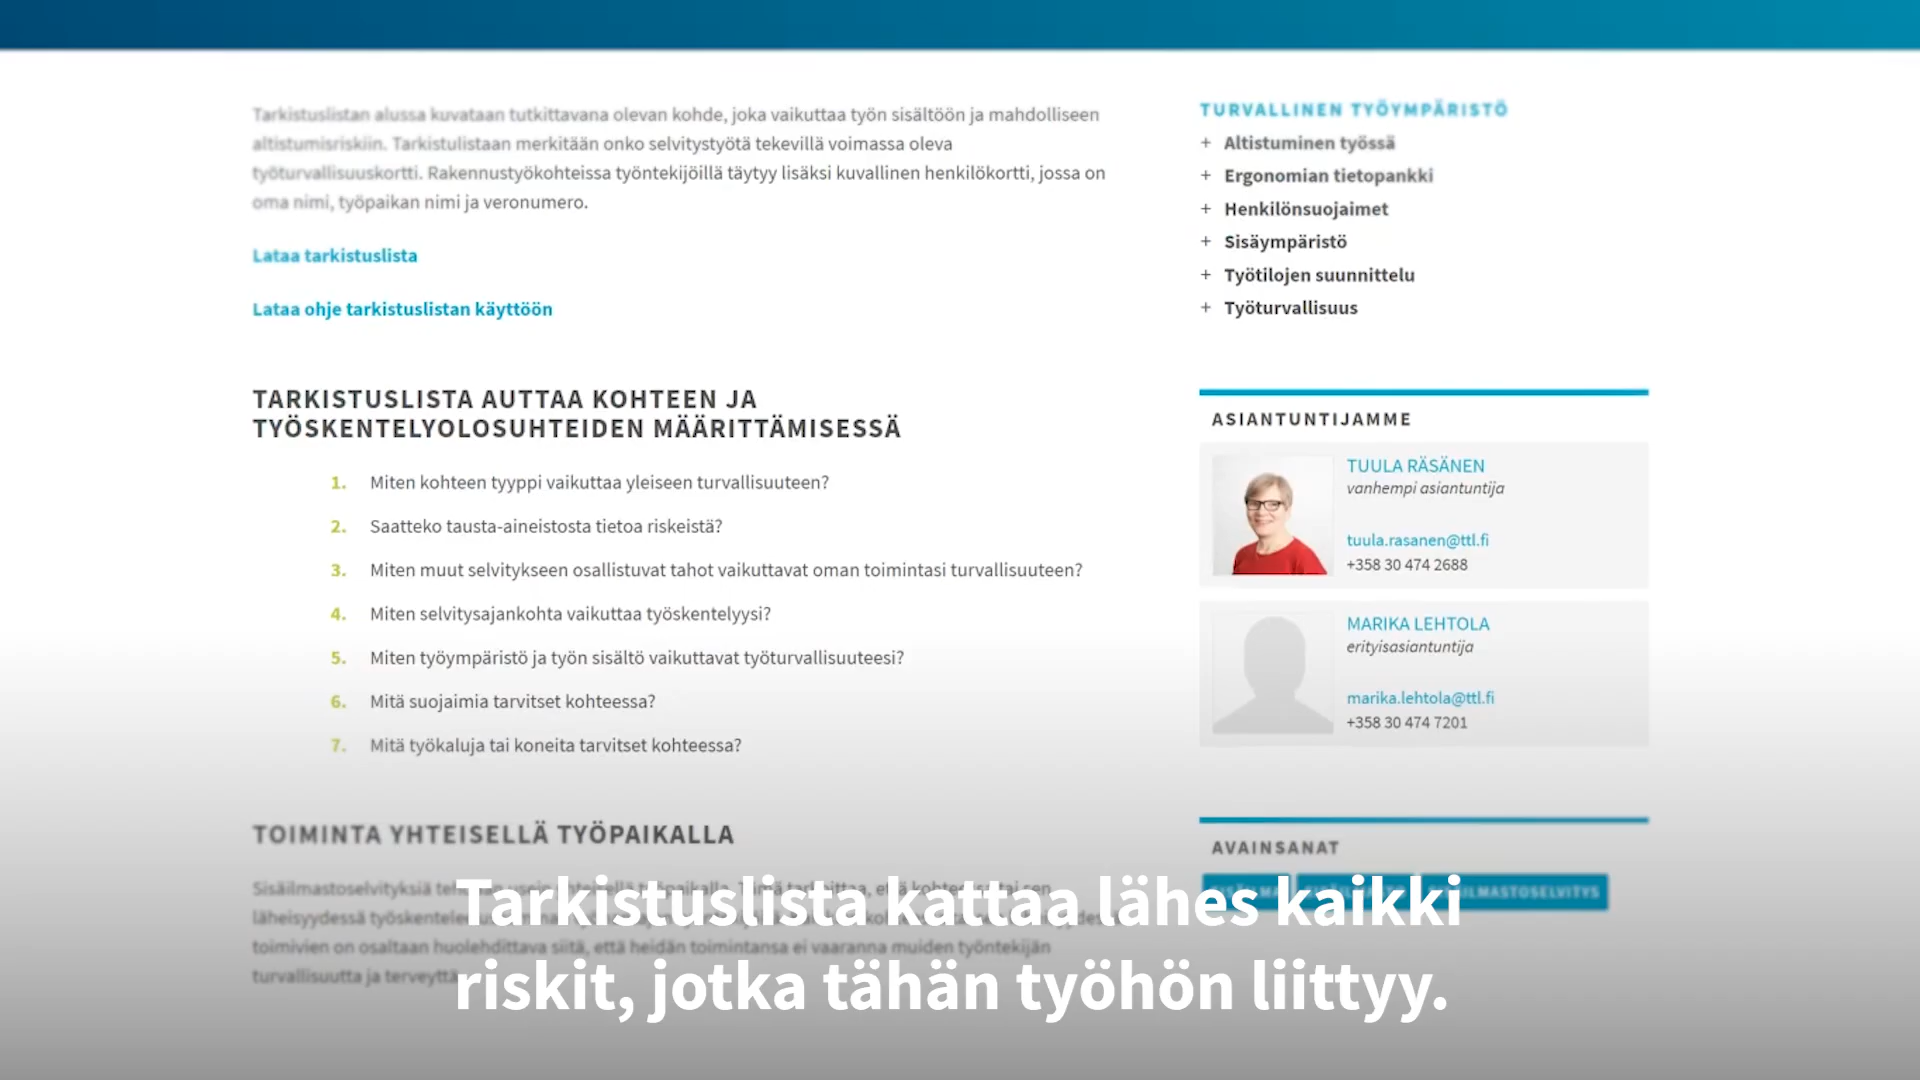 Tarkistuslistan alussa kuvataan tutkittavana olevan kohde, joka vaikuttaa työn sisältöön ja mahdolliseen
altistumisriskiin. Tarkistulistaan merkitään onko selvitystyötä tekevillä voimassa oleva
työturvallisuuskortti. Rakennustyökohteissa työntekijöillä täytyy lisäksi kuvallinen henkilökortti, jossa on
oma nimi, työpaikan nimi ja veronumero.
Lataa tarkistuslista
Lataa ohje tarkistuslistan käyttöön
TARKISTUSLISTA AUTTAA KOHTEEN JA
TYÖSKENTELYOLOSUHTEIDEN MÄÄRITTÄMISESSÄ
1. Miten kohteen tyyppi vaikuttaa yleiseen turvallisuuteen?
2. Saatteko tausta-aineistosta tietoa riskeistä?
3. Miten muut selvitykseen osallistuvat tahot vaikuttavat oman toimintasi turvallisuuteen?
4. Miten selvitysajankohta vaikuttaa työskentelyysi?
5. Miten työympäristö ja työn sisältö vaikuttavat työturvallisuuteesi?
6. Mitä suojaimia tarvitset kohteessa?
7. Mitä työkaluja tai koneita tarvitset kohteessa?
TOIMINTA YHTEISELLÄ TYÖPAIKALLA
Sisäilmastoselvityksiä
läheisyydessä
toimivien on osaltaan huolehdittava siitä, että heidän toimintansa ei vaaranna muiden työntekijän
turvallisuutta ja terveyttä
TURVALLINEN TYÖYMPÄRISTÖ
+ Altistuminen työssä
+ Ergonomian tietopankki
+ Henkilönsuojaimet
+ Sisäympäristö
+ Työtilojen suunnittelu
+ Työturvallisuus
ASIANTUNTIJAMME
TUULA RÄSÄNEN
vanhempi asiantuntija
tuula.rasanen@ttl.fi
+358 30 474 2688
MARIKA LEHTOLA
erityisasiantuntija
marika.lehtola@ttl.fi
+358 30 474 7201
AVAINSANAT
Tarkistuslista kattaa lähes kaikki
riskit, jotka tähän työhön liittyy.